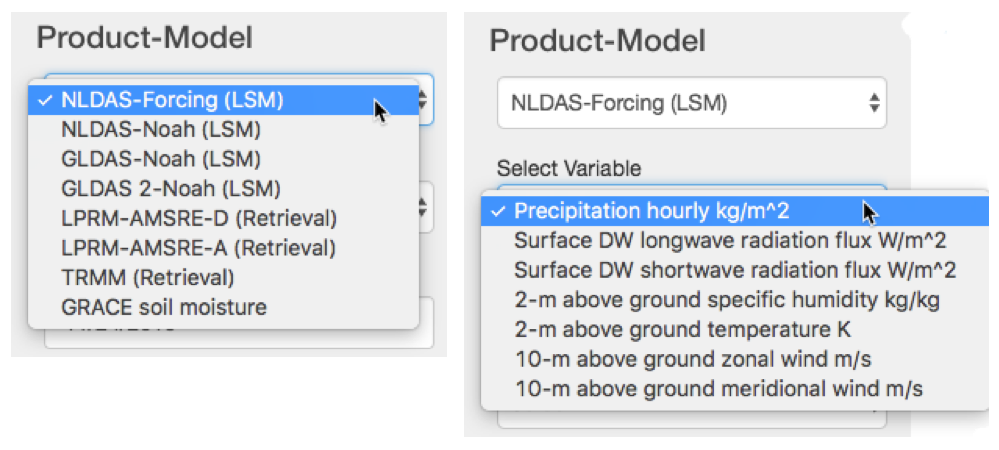 Product-Model
NLDAS-Forcing (LSM)
NLDAS-Noah (LSM)
GLDAS-Noah (LSM)
GLDAS 2-Noah (LSM)
LPRM-AMSRE-D (Retrieval)
LPRM-AMSRE-A (Retrieval)
TRMM (Retrieval)
GRACE soil moisture
Product-Model
NLDAS-Forcing (LSM)
Select Variable
Precipitation hourly kg/m^2
Surface DW longwave radiation flux W/m^2
Surface DW shortwave radiation flux W/m^2
2-m above ground specific humidity kg/kg
2-m above ground temperature K
10-m above ground zonal wind m/s
10-m above ground meridional wind m/s